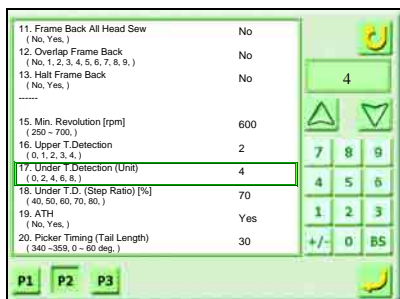 11. Frame Back All Head Sew
( No, Yes, )
No
12. Overlap Frame Back
( No, 1, 2, 3, 4, 5, 6, 7, 8, 9, )
No
13. Halt Frame Back
( No, Yes, )
No
------
15. Min. Revolution [rpm]
( 250 ~ 700, )
600
16. Upper T.Detection
( 0, 1, 2, 3, 4, )
2
17. Under T.Detection (Unit)
( 0, 2, 4, 6, 8, )
4
18. Under T.D. (Step Ratio) [%]
( 40, 50, 60, 70, 80, )
70
19. ATH
( No, Yes, )
Yes
20. Picker Timing (Tail Length)
( 340 ~359, 0 ~ 60 deg, )
30
4
7 8 9
4 5 6
1 2 3
+/- 0 BS
P1 P2 P3